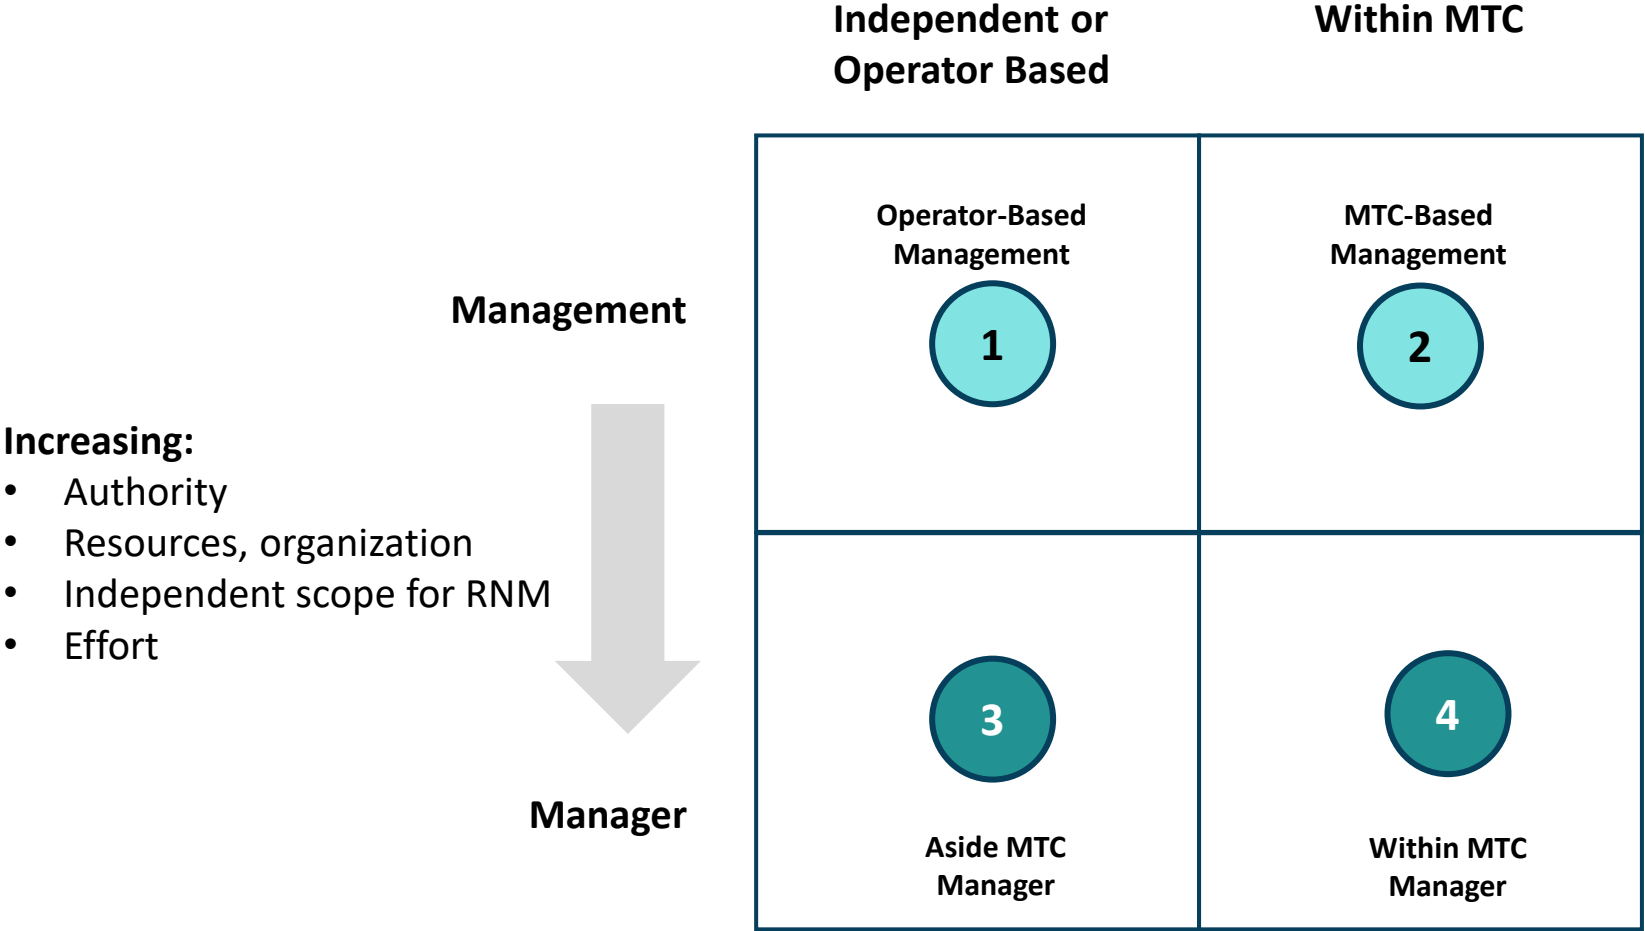 Independent or
Operator Based
Within MTC
Operator-Based
Management
1
MTC-Based
Management
2
Management
Increasing:
• Authority
• Resources, organization
• Independent scope for RNM
• Effort
Manager
3
Aside MTC
Manager
4
Within MTC
Manager